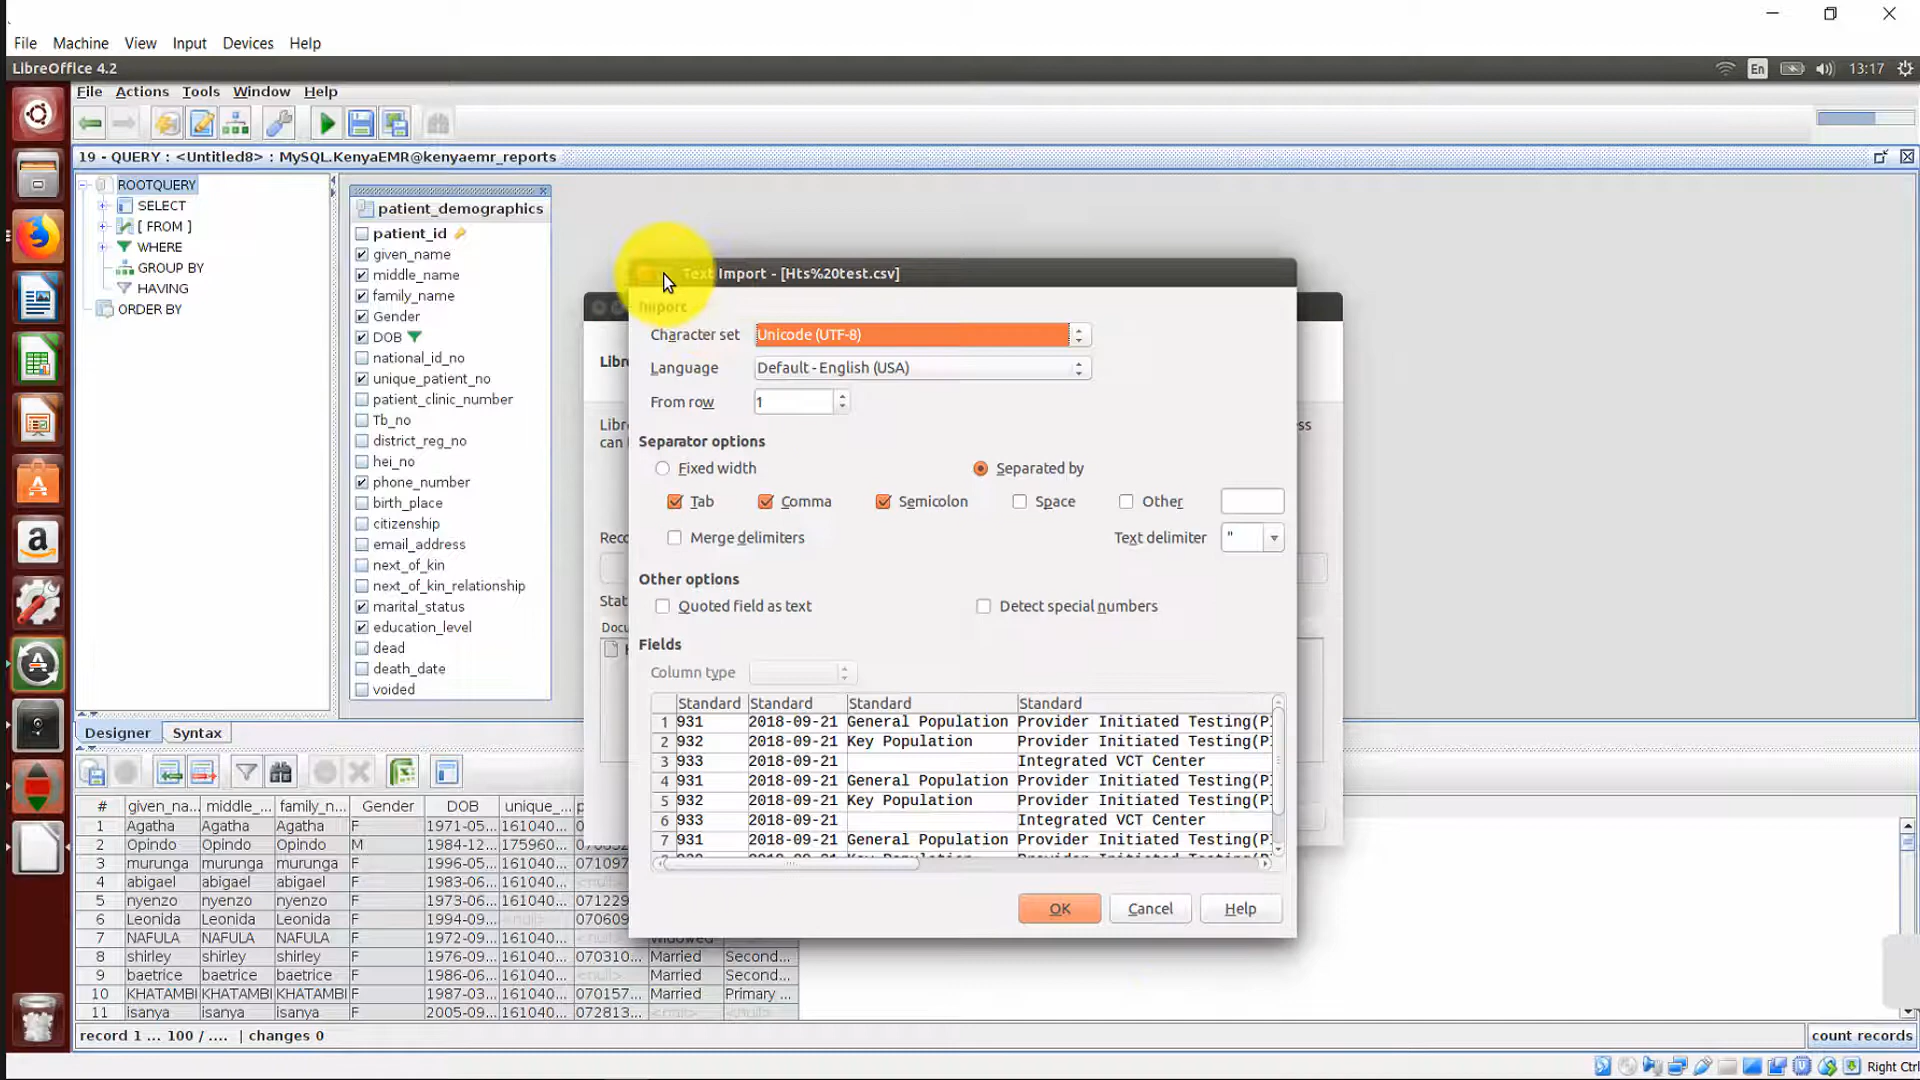 File Machine View Input Devices Help
LibreOffice 4.2 En 13:17
File Actions Tools Window Help
19 - QUERY : <Untitled8> : MySQL.KenyaEMR@kenyaemr_reports
ROOTQUERY
SELECT
[ FROM ]
WHERE
GROUP BY
HAVING
ORDER BY
patient_demographics
patient_id
given_name
middle_name
family_name
Gender
DOB
national_id_no
unique_patient_no
patient_clinic_number
Tb_no
district_reg_no
hei_no
phone_number
birth_place
citizenship
email_address
next_of_kin
next_of_kin_relationship
marital_status
education_level
dead
death_date
voided
Text Import - [Hts%20test.csv]
Import
Character set Unicode (UTF-8)
Language Default - English (USA)
From row 1
Separator options
Fixed width Separated by
Tab Comma Semicolon Space Other
Merge delimiters Text delimiter "
Other options
Quoted field as text Detect special numbers
Fields
Column type
Standard Standard Standard Standard
1 931 2018-09-21 General Population Provider Initiated Testing(P
2 932 2018-09-21 Key Population Provider Initiated Testing(P
3 933 2018-09-21 Integrated VCT Center
4 931 2018-09-21 General Population Provider Initiated Testing(P
5 932 2018-09-21 Key Population Provider Initiated Testing(P
6 933 2018-09-21 Integrated VCT Center
7 931 2018-09-21 General Population Provider Initiated Testing(P
OK Cancel Help
Designer Syntax
# given_na... middle_... family_n... Gender DOB unique_...
1 Agatha Agatha Agatha F 1971-05... 161040...
2 Opindo Opindo Opindo M 1984-12... 175960...
3 murunga murunga murunga F 1996-05... 161040... 071097
4 abigael abigael abigael F 1983-06... 161040... <null>
5 nyenzo nyenzo nyenzo F 1973-06... 161040... 071229
6 Leonida Leonida Leonida F 1994-09... <null> 070609
7 NAFULA NAFULA NAFULA F 1972-09... 161040... <null> Widowed
8 shirley shirley shirley F 1976-09... 161040... 070310... Married Second...
9 baetrice baetrice baetrice F 1986-06... 161040... <null> Married Second...
10 KHATAMBI KHATAMBI KHATAMBI F 1987-03... 161040... 070157... Married Primary ...
11 isanya isanya isanya F 2005-09... 161040... 072813... <null> <null>
record 1 ... 100 / .... | changes 0 count records
Right Ctrl